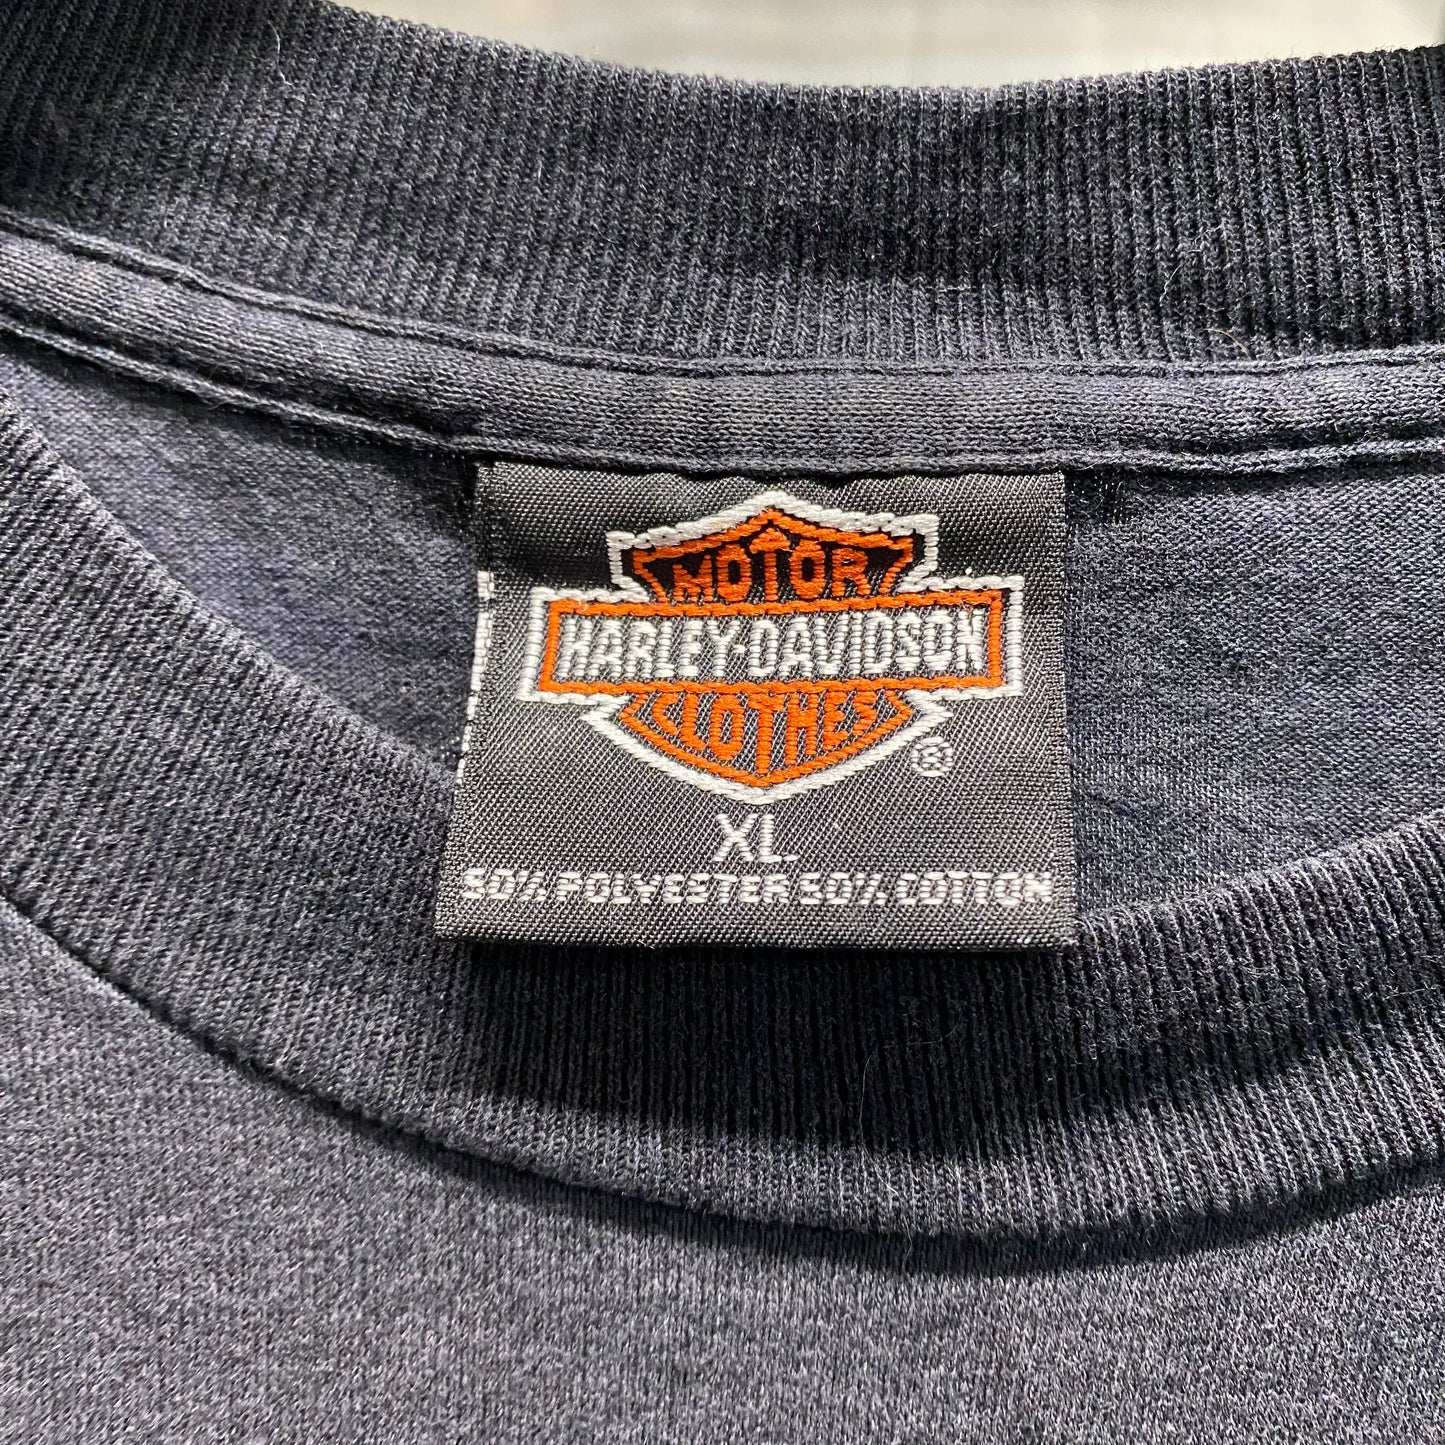 MOTOR
HARLEY-DAVIDSON
CLOTHES
®
XL.
50% POLYESTER 50% COTTON